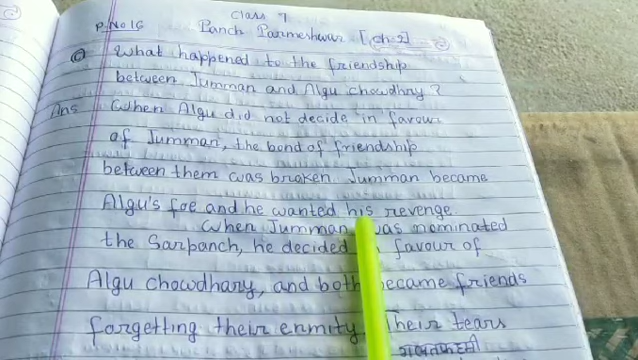 Class 7
P.No 16 Panch Parmeshwar [Ch-2]
What happened to the friendship
between Jumman and Algu chowdhry?
Ans When Algu did not decide in favour
of Jumman, the bond of friendship
between them was broken. Jumman became
Algu's foe and he wanted his revenge.
When Jumman was nominated
the Sarpanch, he decided favour of
Algu chowdhary, and both became friends
forgetting their enmity. Their tears